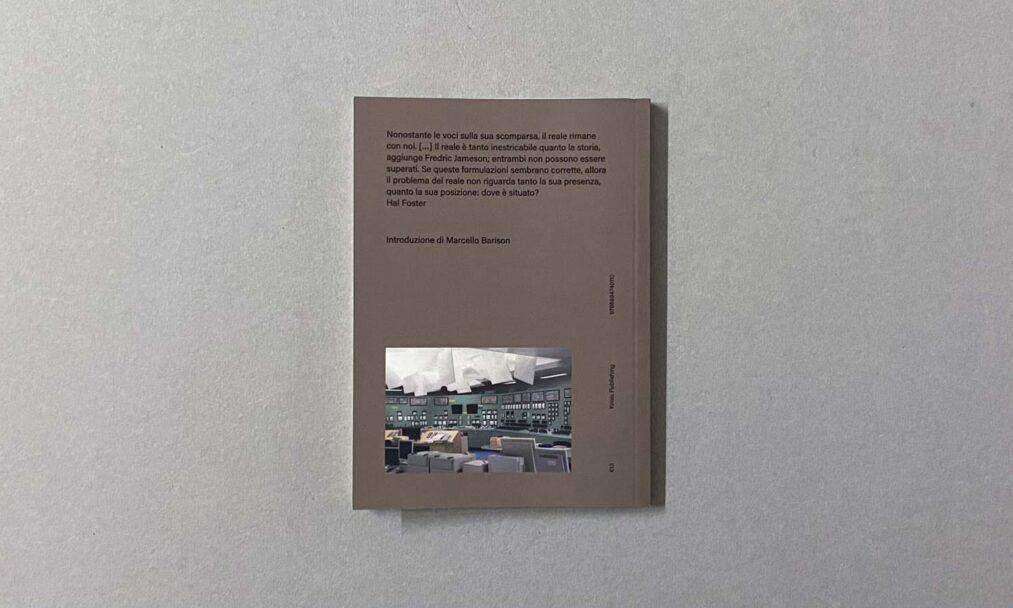 Nonostante le voci sulla sua scomparsa, il reale rimane
con noi. [...] Il reale è tanto inestricabile quanto la storia,
aggiunge Fredric Jameson; entrambi non possono essere
superati. Se queste formulazioni sembrano corrette, allora
il problema del reale non riguarda tanto la sua presenza,
quanto la sua posizione: dove è situato?
Hal Foster
Introduzione di Marcello Barison
Krisis Publishing
€13